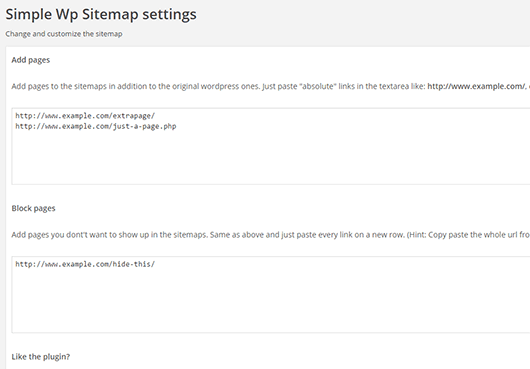 Simple Wp Sitemap settings
Change and customize the sitemap
Add pages
Add pages to the sitemaps in addition to the original wordpress ones. Just paste "absolute" links in the textarea like: http://www.example.com/.
http://www.example.com/extrapage/
http://www.example.com/just-a-page.php
Block pages
Add pages you dont't want to show up in the sitemaps. Same as above and just paste every link on a new row. (Hint: Copy paste the whole url fro
http://www.example.com/hide-this/
Like the plugin?